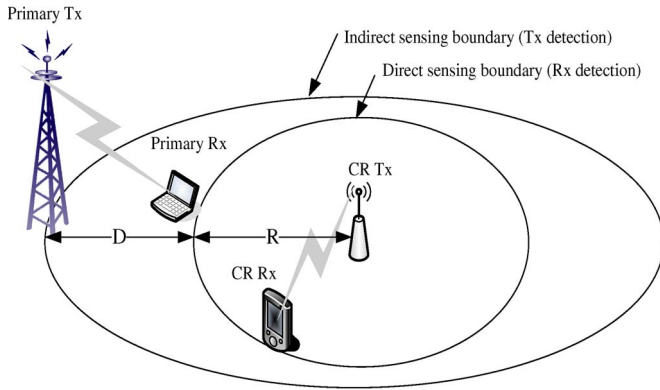 Primary Tx
Indirect sensing boundary (Tx detection)
Direct sensing boundary (Rx detection)
Primary Rx
CR Tx
D
R
CR Rx